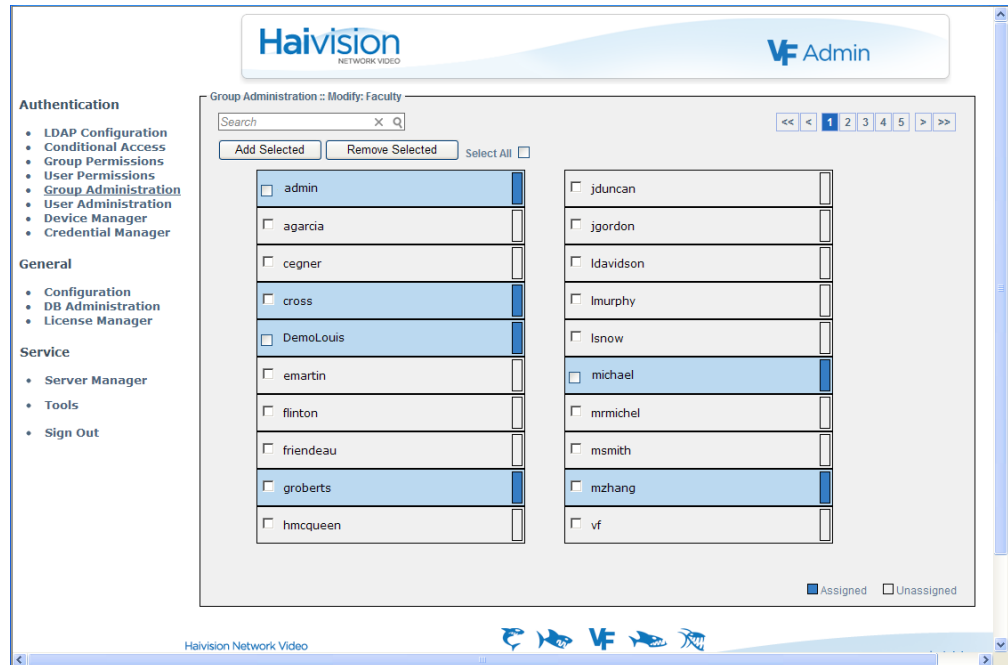 Haivision
NETWORK VIDEO
VF Admin
Authentication
• LDAP Configuration
• Conditional Access
• Group Permissions
• User Permissions
• Group Administration
• User Administration
• Device Manager
• Credential Manager
General
• Configuration
• DB Administration
• License Manager
Service
• Server Manager
• Tools
• Sign Out
Group Administration :: Modify: Faculty
Search
<< < 1 2 3 4 5 > >>
Add Selected Remove Selected Select All
admin
agarcia
cegner
cross
DemoLouis
emartin
flinton
friendeau
groberts
hmcqueen
jduncan
jgordon
ldavidson
lmurphy
lsnow
michael
mrmichel
msmith
mzhang
vf
Assigned Unassigned
Haivision Network Video
VF